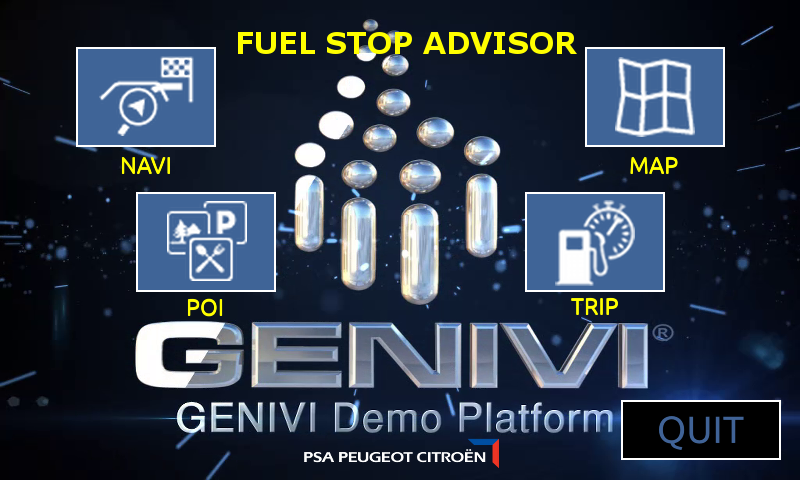 FUEL STOP ADVISOR
NAVI
MAP
P
POI
TRIP
GENIVI®
GENIVI Demo Platform
QUIT
PSA PEUGEOT CITROËN